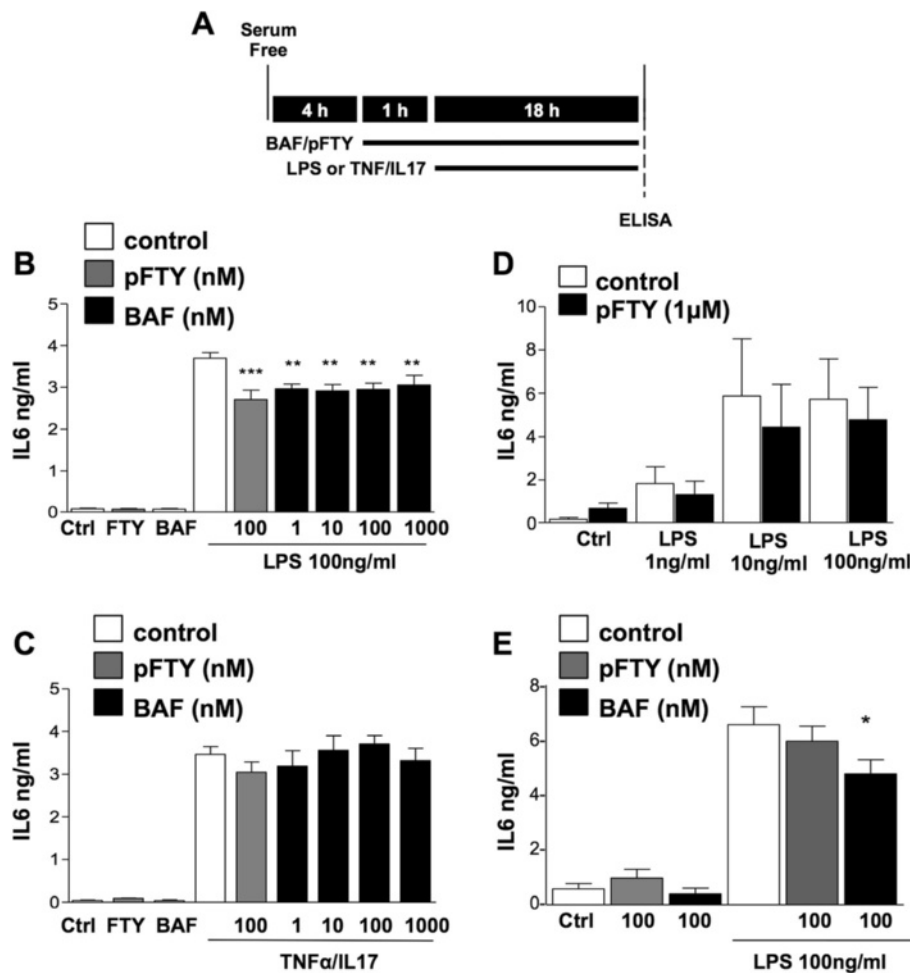 A
Serum
Free
4 h 1 h 18 h
BAF/pFTY
LPS or TNF/IL17
ELISA
B
control
pFTY (nM)
BAF (nM)
IL6 ng/ml
5
4
3
2
1
0
*** ** ** ** **
Ctrl FTY BAF 100 1 10 100 1000
LPS 100ng/ml
D
control
pFTY (1µM)
IL6 ng/ml
10
8
6
4
2
0
Ctrl LPS LPS LPS
1ng/ml 10ng/ml 100ng/ml
C
control
pFTY (nM)
BAF (nM)
IL6 ng/ml
5
4
3
2
1
0
Ctrl FTY BAF 100 1 10 100 1000
TNFα/IL17
E
control
pFTY (nM)
BAF (nM)
IL6 ng/ml
8
6
4
2
0
*
Ctrl 100 100 100 100
LPS 100ng/ml